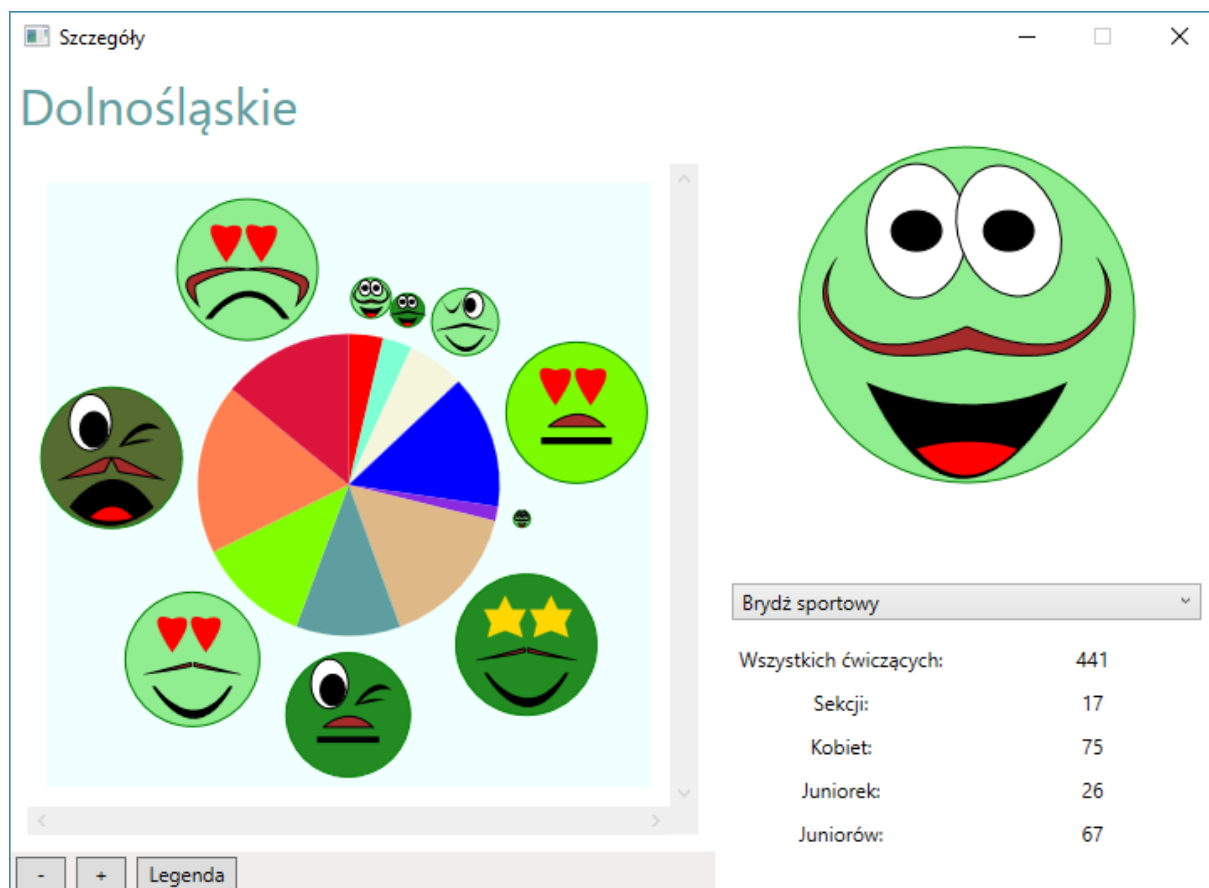 Szczegóły
Dolnośląskie
Brydż sportowy
Wszystkich ćwiczących: 441
Sekcji: 17
Kobiet: 75
Juniorek: 26
Juniorów: 67
- + Legenda